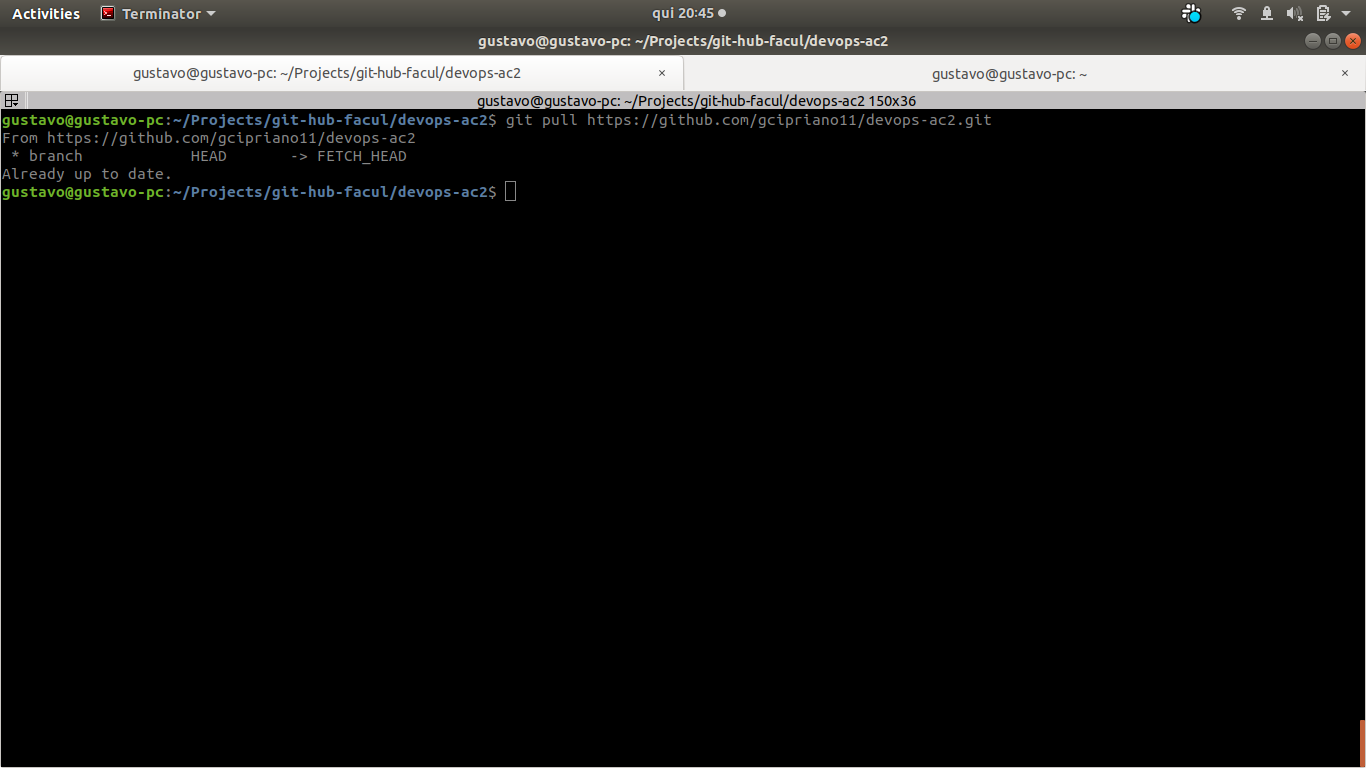 Activities Terminator qui 20:45
gustavo@gustavo-pc: ~/Projects/git-hub-facul/devops-ac2
gustavo@gustavo-pc: ~/Projects/git-hub-facul/devops-ac2 × gustavo@gustavo-pc: ~ ×
gustavo@gustavo-pc: ~/Projects/git-hub-facul/devops-ac2 150x36
gustavo@gustavo-pc:~/Projects/git-hub-facul/devops-ac2$ git pull https://github.com/gcipriano11/devops-ac2.git
From https://github.com/gcipriano11/devops-ac2
 * branch            HEAD       -> FETCH_HEAD
Already up to date.
gustavo@gustavo-pc:~/Projects/git-hub-facul/devops-ac2$